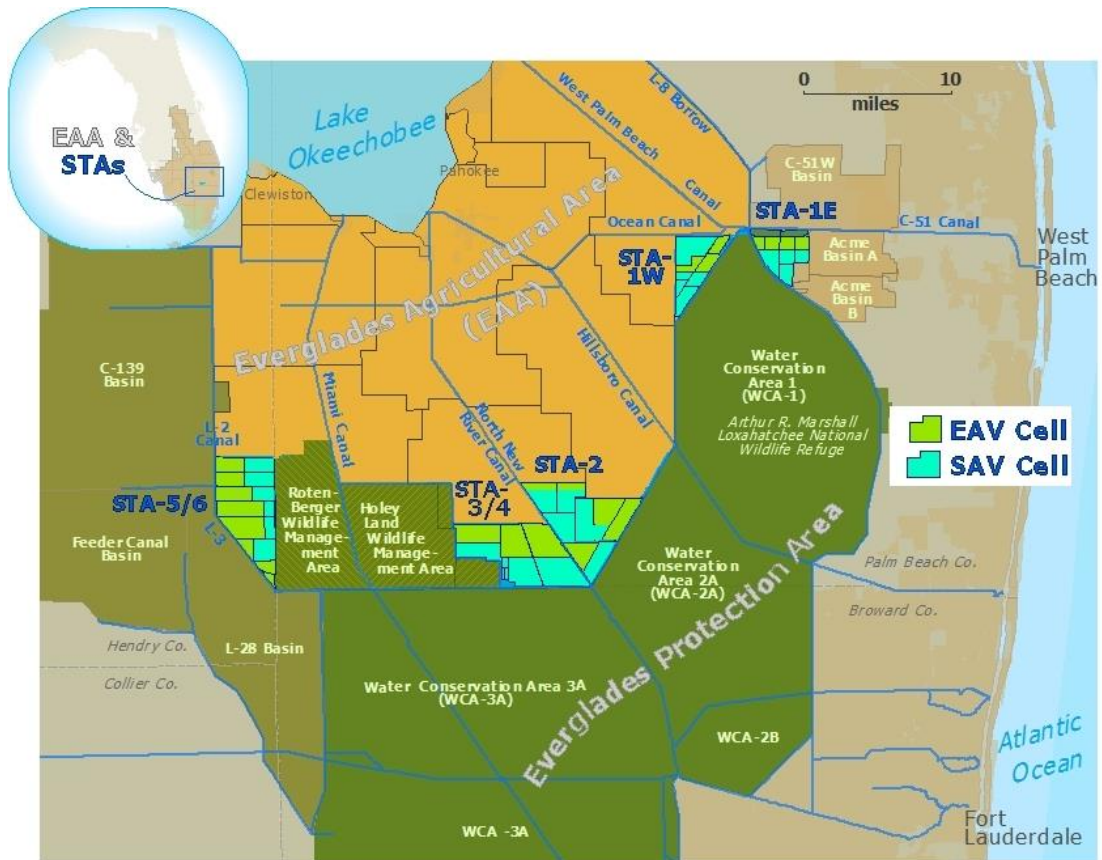 EAA &
STAs
Lake
Okeechobee
Clewiston
Pahokee
West Palm Beach
Canal
L-8 Borrow
0
10
miles
C-51W
Basin
STA-1E
C-51 Canal
Ocean Canal
West
Palm
Beach
Acme
Basin A
Acme
Basin
B
STA-
1W
Everglades Agricultural Area
(EAA)
Hillsboro Canal
Miami Canal
North New
River Canal
C-139
Basin
L-2
Canal
Water
Conservation
Area 1
(WCA-1)
Arthur R. Marshall
Loxahatchee National
Wildlife Refuge
EAV Cell
SAV Cell
STA-2
STA-
3/4
STA-5/6
L-3
Roten-
Berger
Wildlife
Manage-
ment
Area
Holey
Land
Wildlife
Manage-
ment Area
Feeder Canal
Basin
Water
Conservation
Area 2A
(WCA-2A)
Everglades Protection Area
Palm Beach Co.
Broward Co.
Hendry Co.
Collier Co.
L-28 Basin
Water Conservation Area 3A
(WCA-3A)
WCA-2B
Atlantic
Ocean
WCA -3A
Fort
Lauderdale